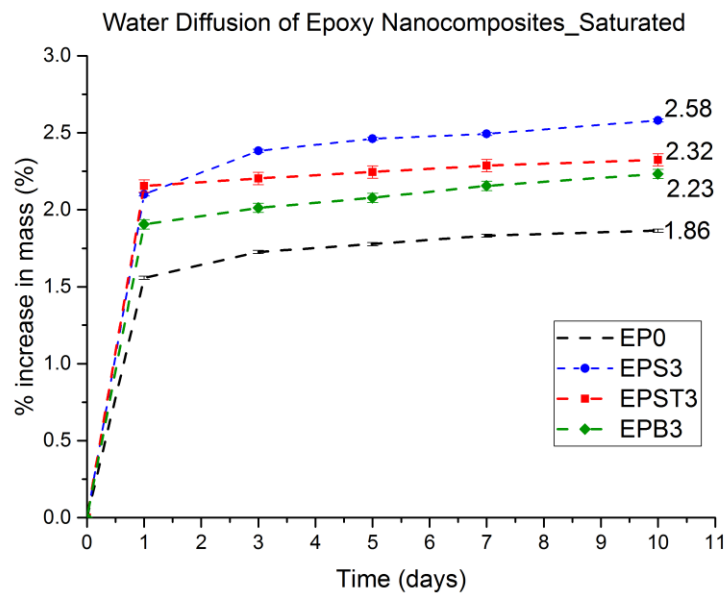 Water Diffusion of Epoxy Nanocomposites_Saturated
% increase in mass (%)
3.0
2.5
2.0
1.5
1.0
0.5
0.0
2.58
2.32
2.23
1.86
EP0
EPS3
EPST3
EPB3
0 1 2 3 4 5 6 7 8 9 10 11
Time (days)